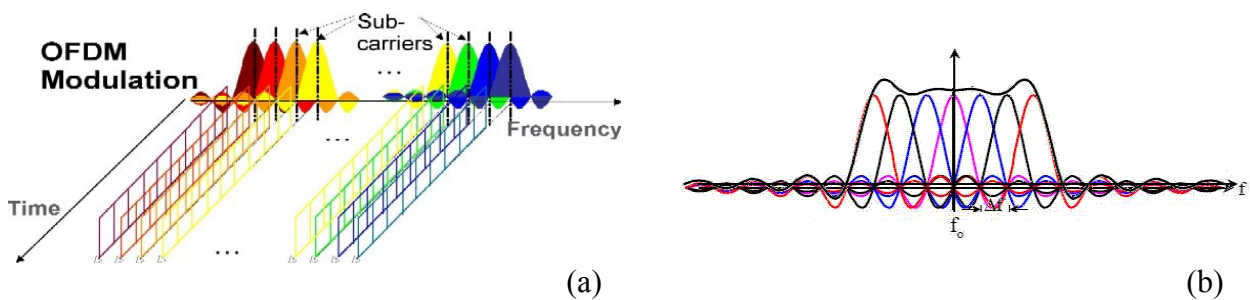 OFDM
Modulation
Sub-
carriers
...
Frequency
...
Time
...
(a)
f
Δf
f₀
(b)